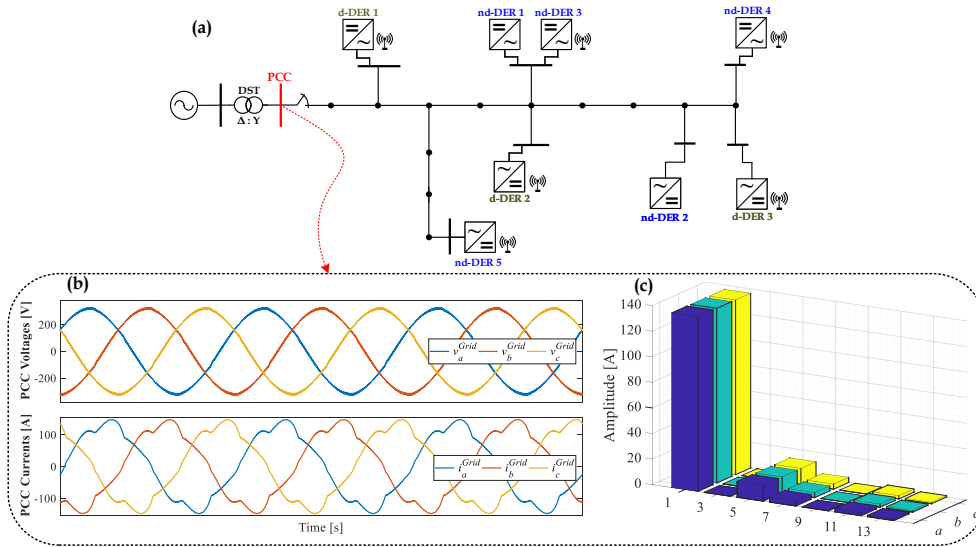 (a)
d-DER 1
nd-DER 1
nd-DER 3
nd-DER 4
PCC
DST
Δ : Y
d-DER 2
nd-DER 2
d-DER 3
nd-DER 5
(b)
PCC Voltages [V]
200
0
-200
v_a^Grid v_b^Grid v_c^Grid
PCC Currents [A]
100
0
-100
i_a^Grid i_b^Grid i_c^Grid
Time [s]
(c)
Amplitude [A]
140
120
100
80
60
40
20
0
1
3
5
7
9
11
13
a
b